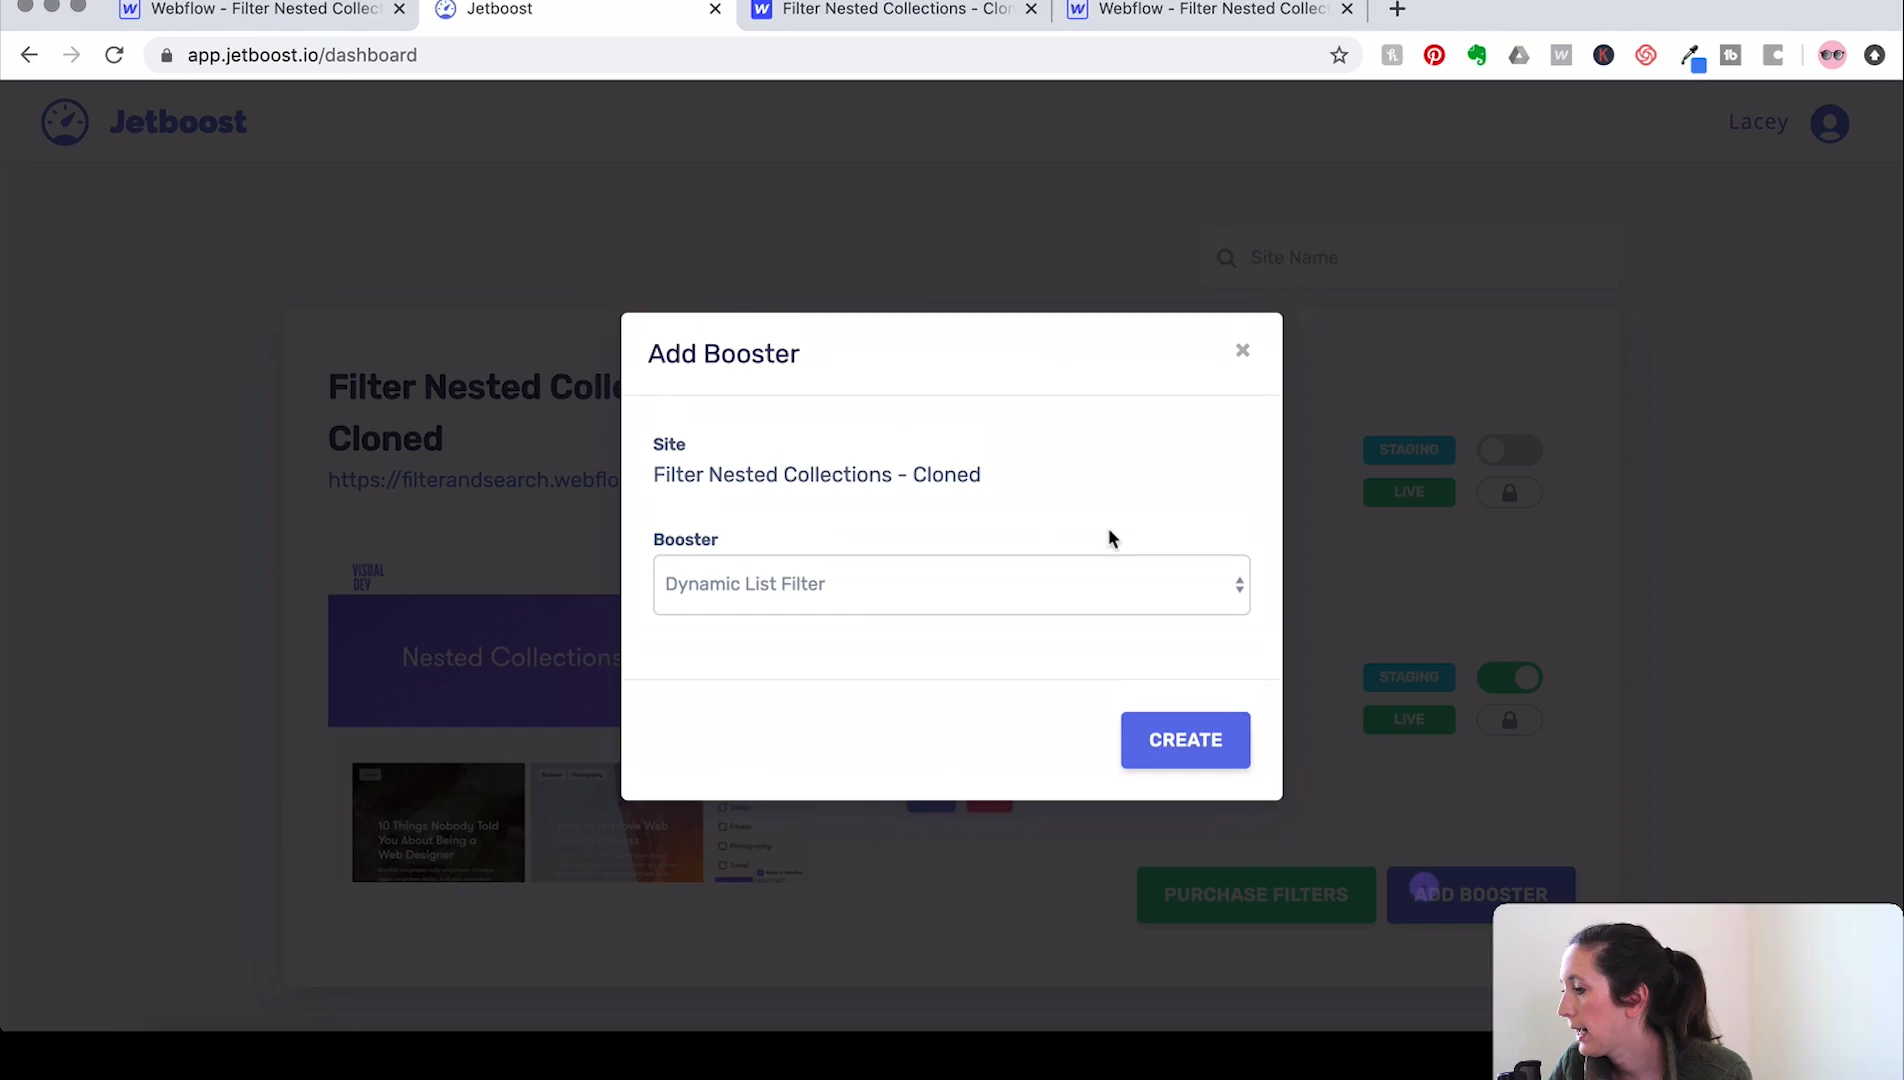 Webflow - Filter Nested Collect
Jetboost
Filter Nested Collections - Clon
Webflow - Filter Nested Collec
app.jetboost.io/dashboard
Jetboost
Lacey
Site Name
Filter Nested Colle
Cloned
https://filterandsearch.webflo
STAGING
LIVE
Add Booster
Site
Filter Nested Collections - Cloned
Booster
Dynamic List Filter
CREATE
VISUAL
DEV
Nested Collections
STAGING
LIVE
10 Things Nobody Told
You About Being a
Web Designer
Photography
Travel
PURCHASE FILTERS
ADD BOOSTER